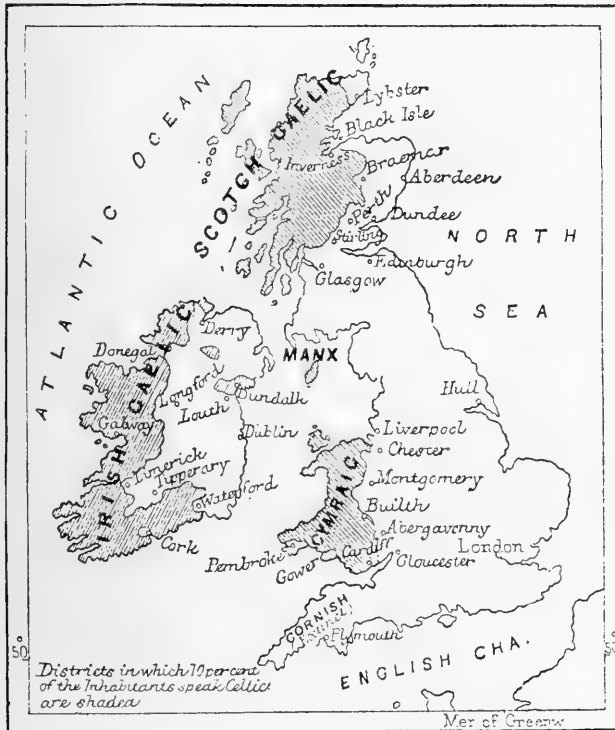 ATLANTIC OCEAN
SCOTCH GAELIC
Lybster
Black Isle
Inverness
Braemar
Aberdeen
Perth
Dundee
Stirling
Edinburgh
Glasgow
NORTH
SEA
IRISH GAELIC
Derry
Donegal
MANX
Longford
Louth
Dundalk
Hull
Galway
Dublin
Liverpool
Chester
Limerick
Tipperary
Montgomery
Waterford
CYMRAIG
Builth
Abergavenny
Cork
Pembroke
Gower
Cardiff
London
Gloucester
CORNISH
(Extinct)
Plymouth
50
ENGLISH CHA.
Districts in which 10 percent
of the Inhabitants speak Celtic
are shaded
Mer of Greenw